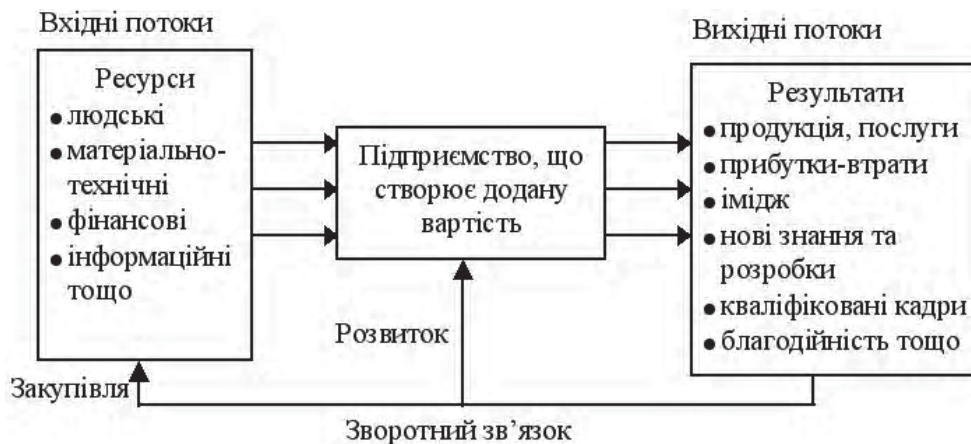 Вхідні потоки
Ресурси
● людські
● матеріально-
технічні
● фінансові
● інформаційні
тощо
Підприємство, що
створює додану
вартість
Вихідні потоки
Результати
● продукція, послуги
● прибутки-втрати
● імідж
● нові знання та
розробки
● кваліфіковані кадри
● благодійність тощо
Розвиток
Закупівля
Зворотний зв’язок